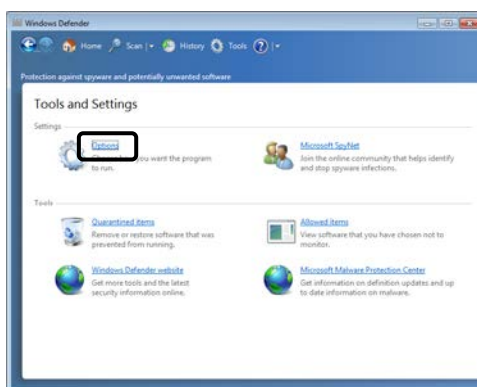 Windows Defender
Home Scan History Tools
Protection against spyware and potentially unwanted software
Tools and Settings
Settings
Options
you want the program
to run.
Microsoft SpyNet
Join the online community that helps identify
and stop spyware infections.
Tools
Quarantined items
Remove or restore software that was
prevented from running.
Allowed items
View software that you have chosen not to
monitor.
Windows Defender website
Get more tools and the latest
security information online.
Microsoft Malware Protection Center
Get information on definition updates and up
to date information on malware.